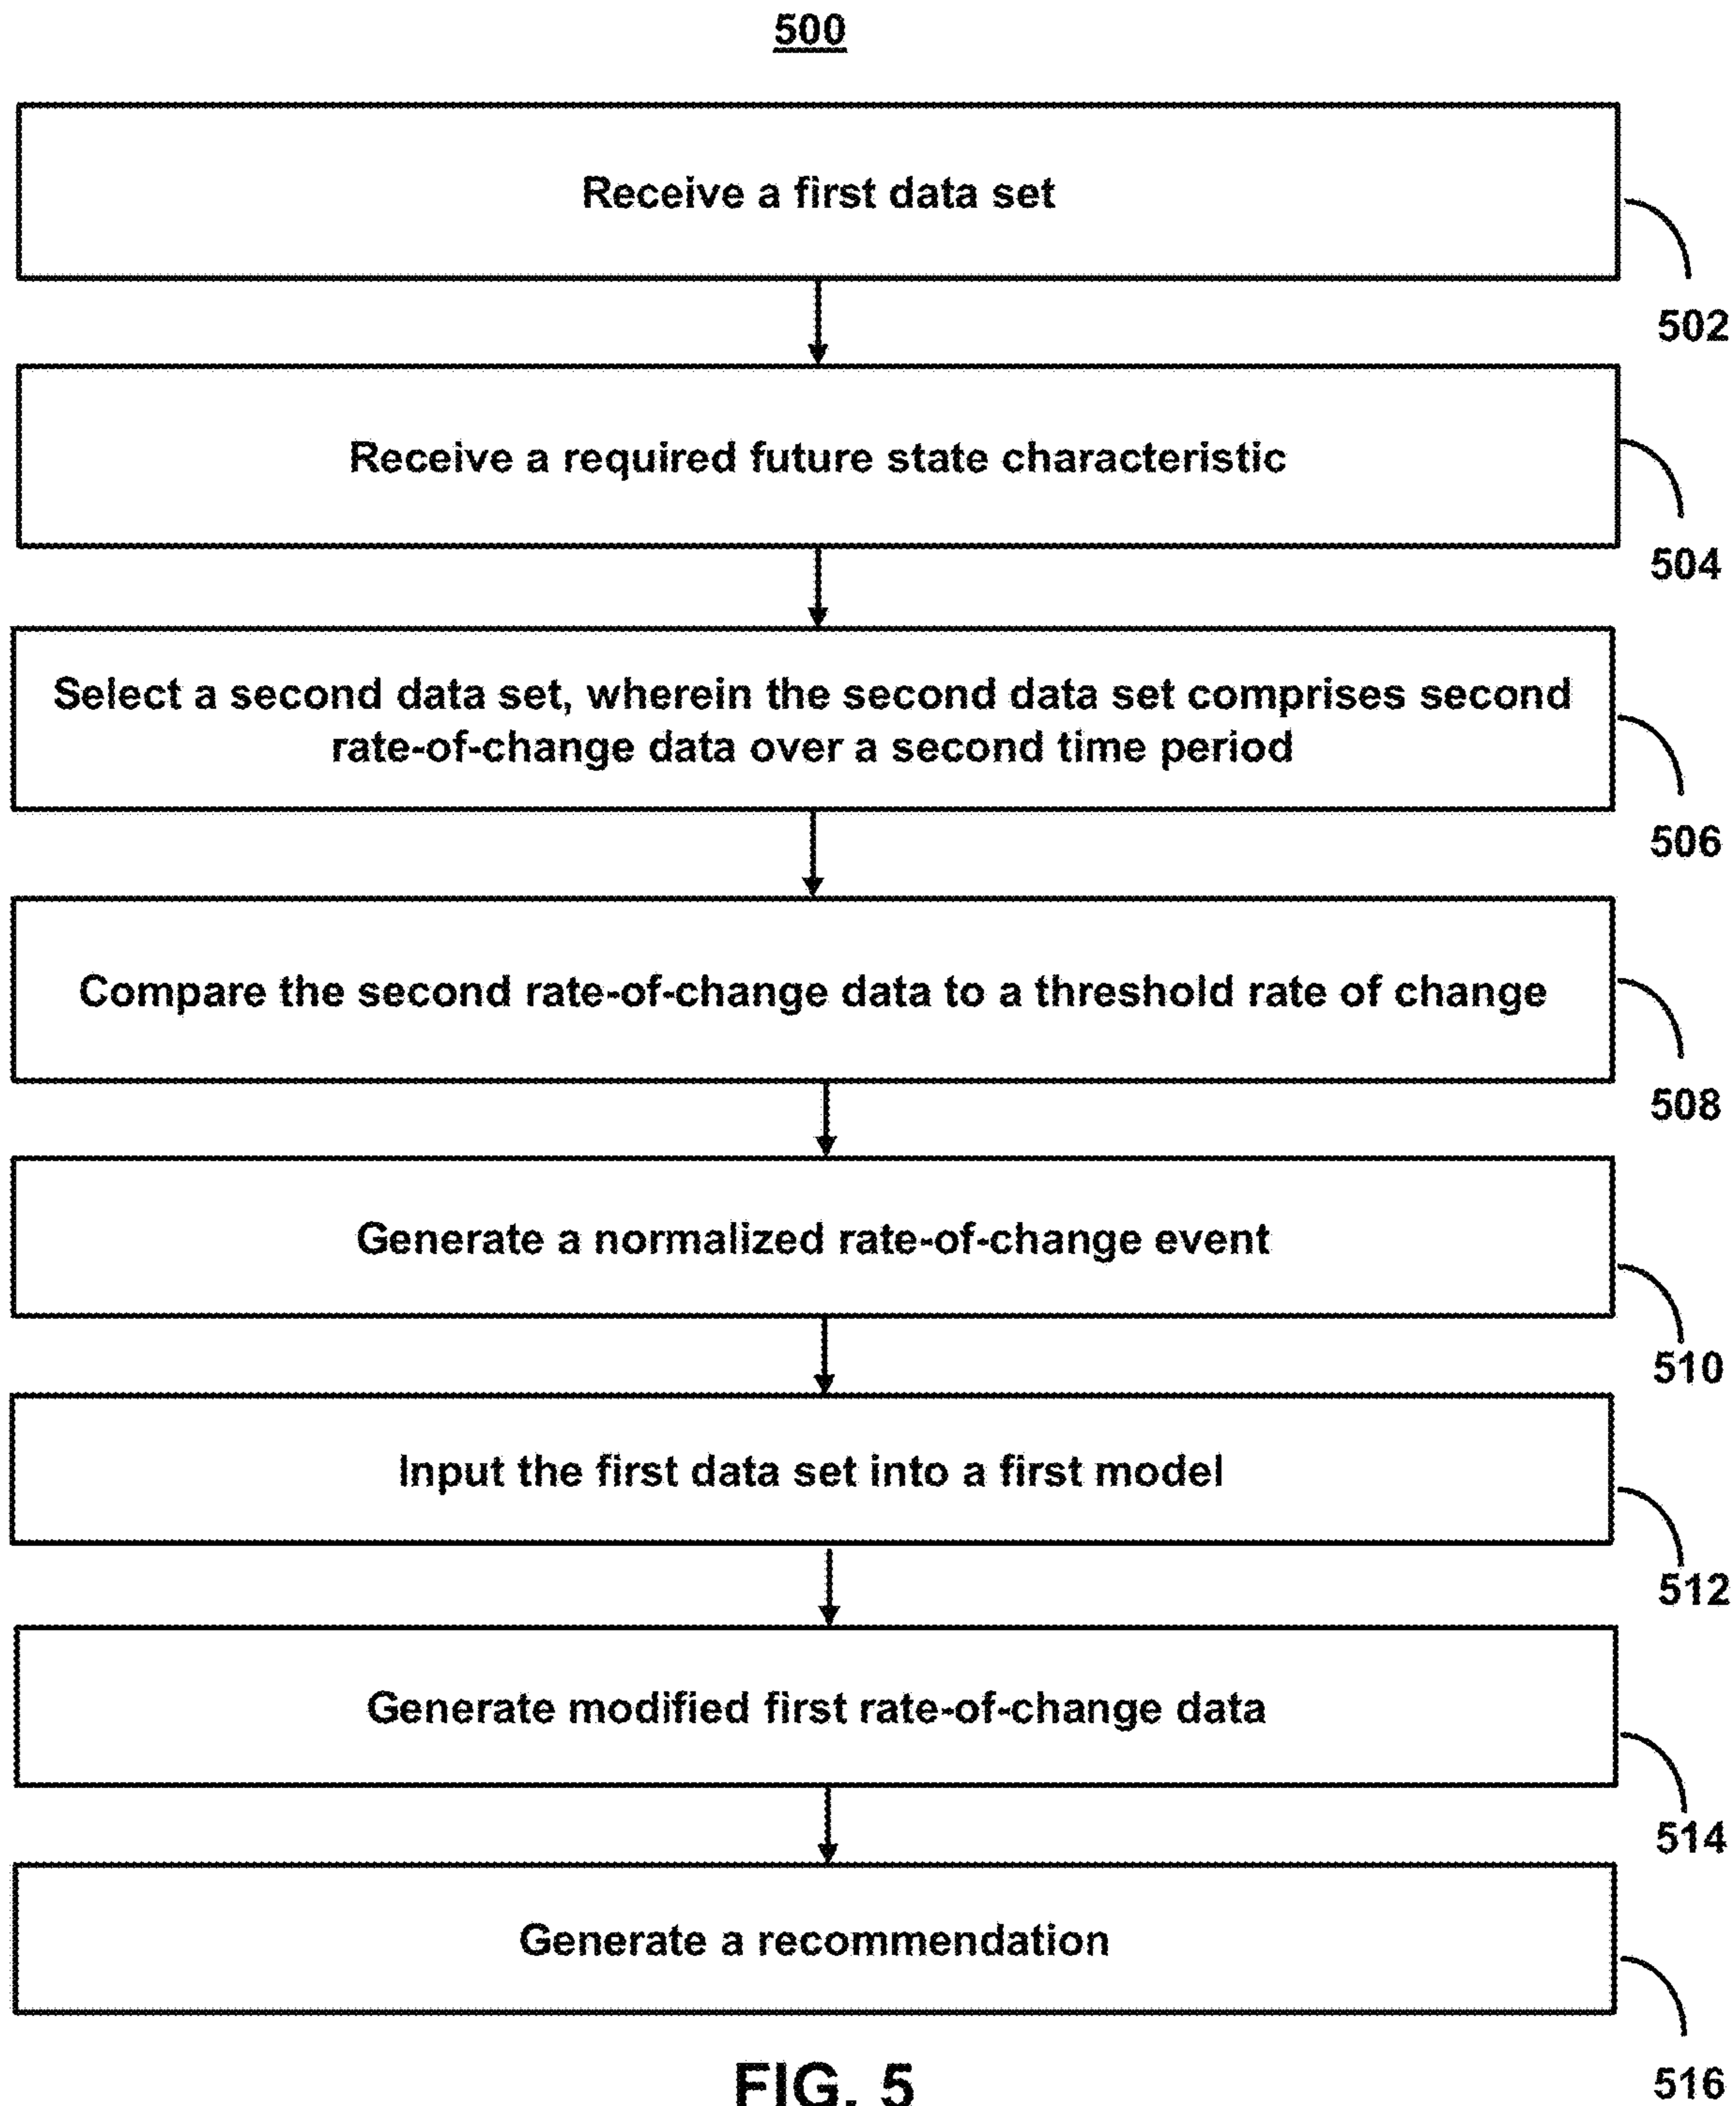 500
Receive a first data set
502
Receive a required future state characteristic
504
Select a second data set, wherein the second data set comprises second
rate-of-change data over a second time period
506
Compare the second rate-of-change data to a threshold rate of change
508
Generate a normalized rate-of-change event
510
Input the first data set into a first model
512
Generate modified first rate-of-change data
514
Generate a recommendation
516
FIG. 5